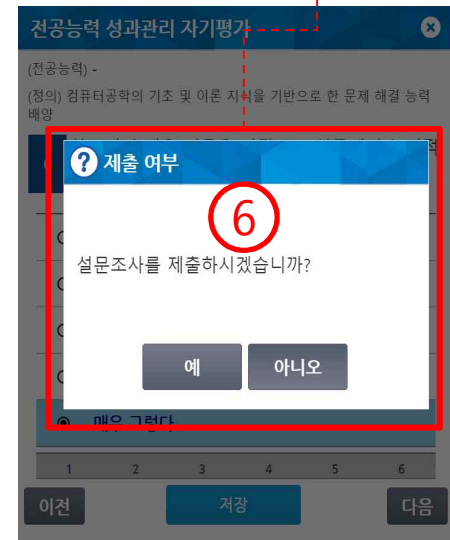 전공능력 성과관리 자기평가
(전공능력) -
(정의) 컴퓨터공학의 기초 및 이론 지식을 기반으로 한 문제 해결 능력
배양
제출 여부
6
설문조사를 제출하시겠습니까?
예 아니오
매우 그렇다
1 2 3 4 5 6
이전 저장 다음